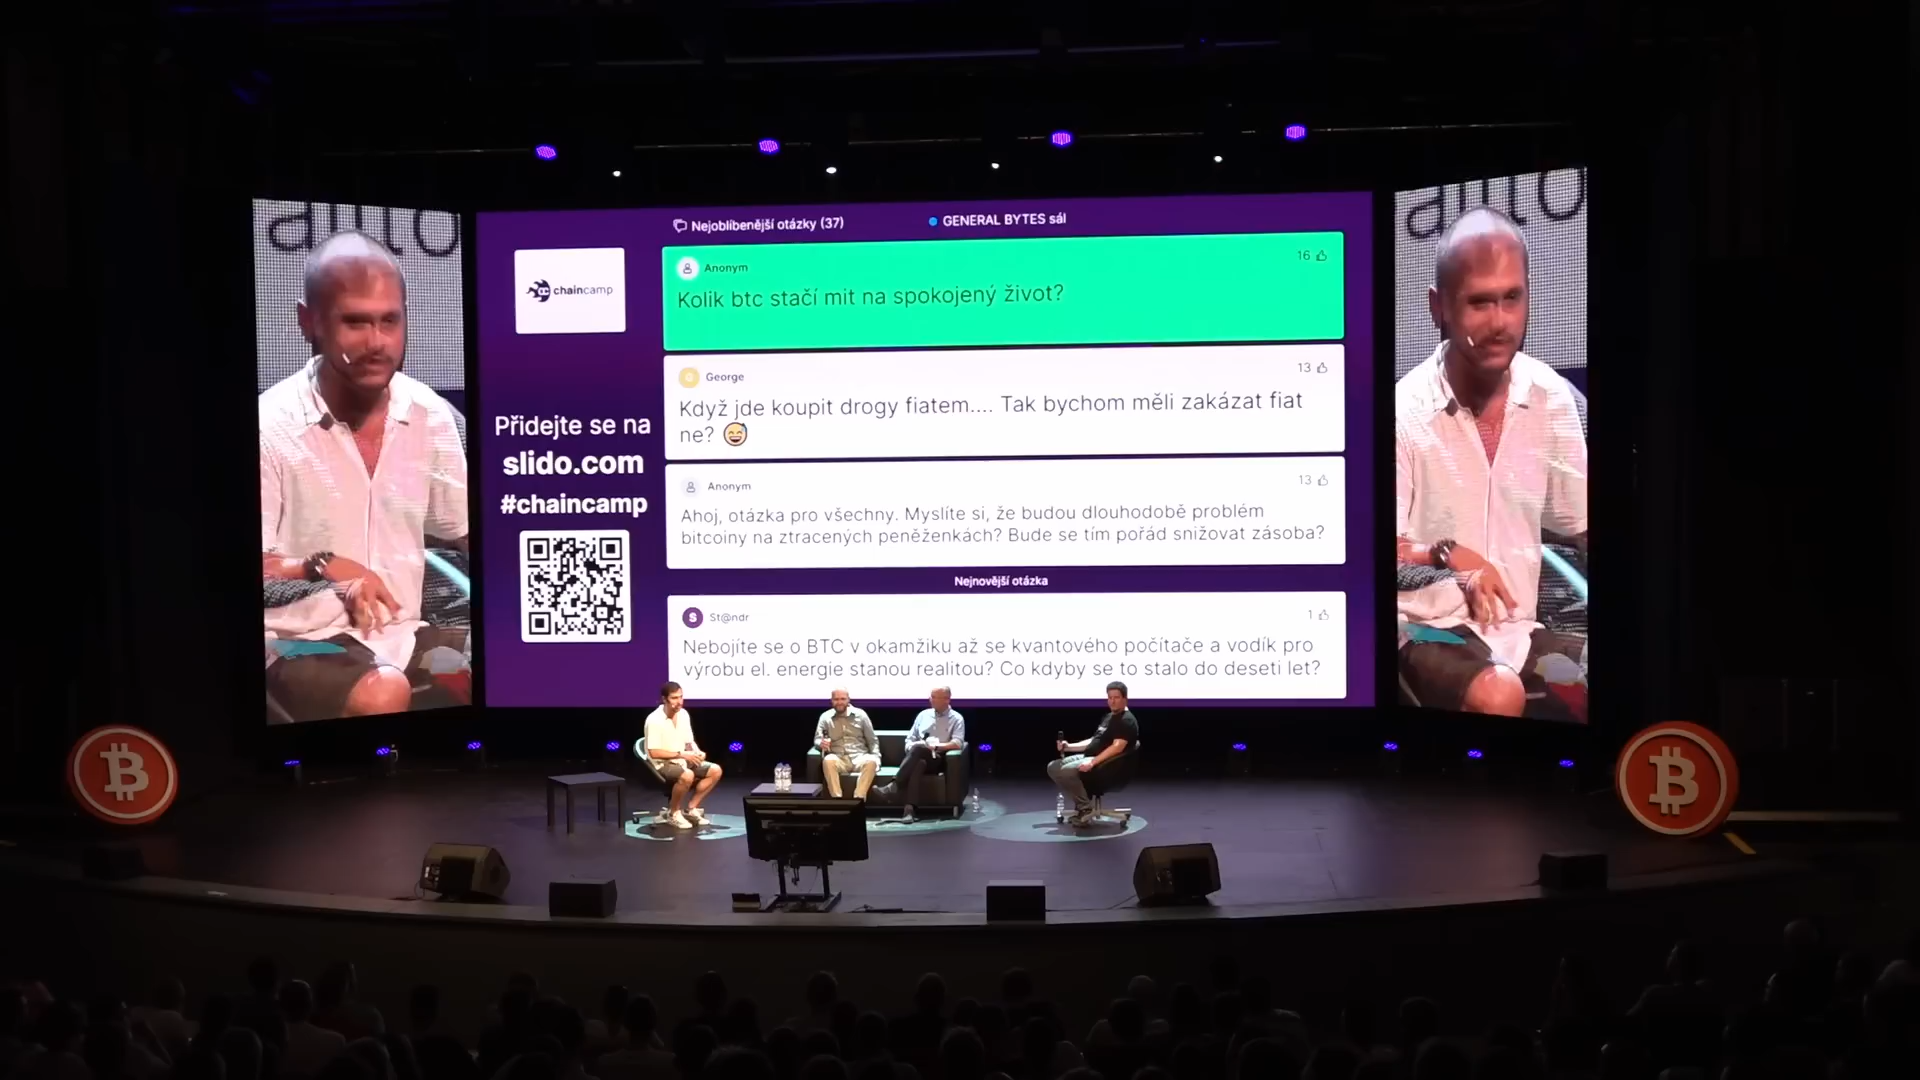 Nejoblíbenější otázky (37)
GENERAL BYTES sál
chaincamp
Přidejte se na
slido.com
#chaincamp
Anonym
16
Kolik btc stačí mit na spokojený život?
G
George
13
Když jde koupit drogy fiatem.... Tak bychom měli zakázat fiat
ne? 😅
Anonym
13
Ahoj, otázka pro všechny. Myslíte si, že budou dlouhodobě problém
bitcoiny na ztracených peněženkách? Bude se tím pořád snižovat zásoba?
Nejnovější otázka
S
St@ndr
1
Nebojíte se o BTC v okamžiku až se kvantového počítače a vodík pro
výrobu el. energie stanou realitou? Co kdyby se to stalo do deseti let?